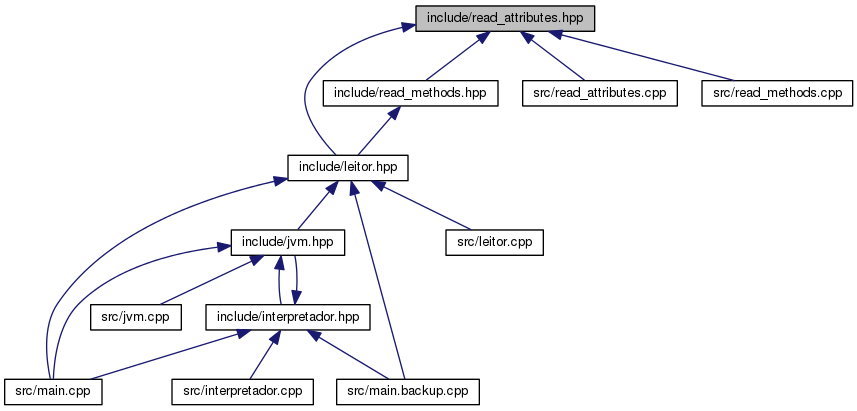 include/read_attributes.hpp
include/read_methods.hpp
src/read_attributes.cpp
src/read_methods.cpp
include/leitor.hpp
include/jvm.hpp
src/leitor.cpp
src/jvm.cpp
include/interpretador.hpp
src/main.cpp
src/interpretador.cpp
src/main.backup.cpp